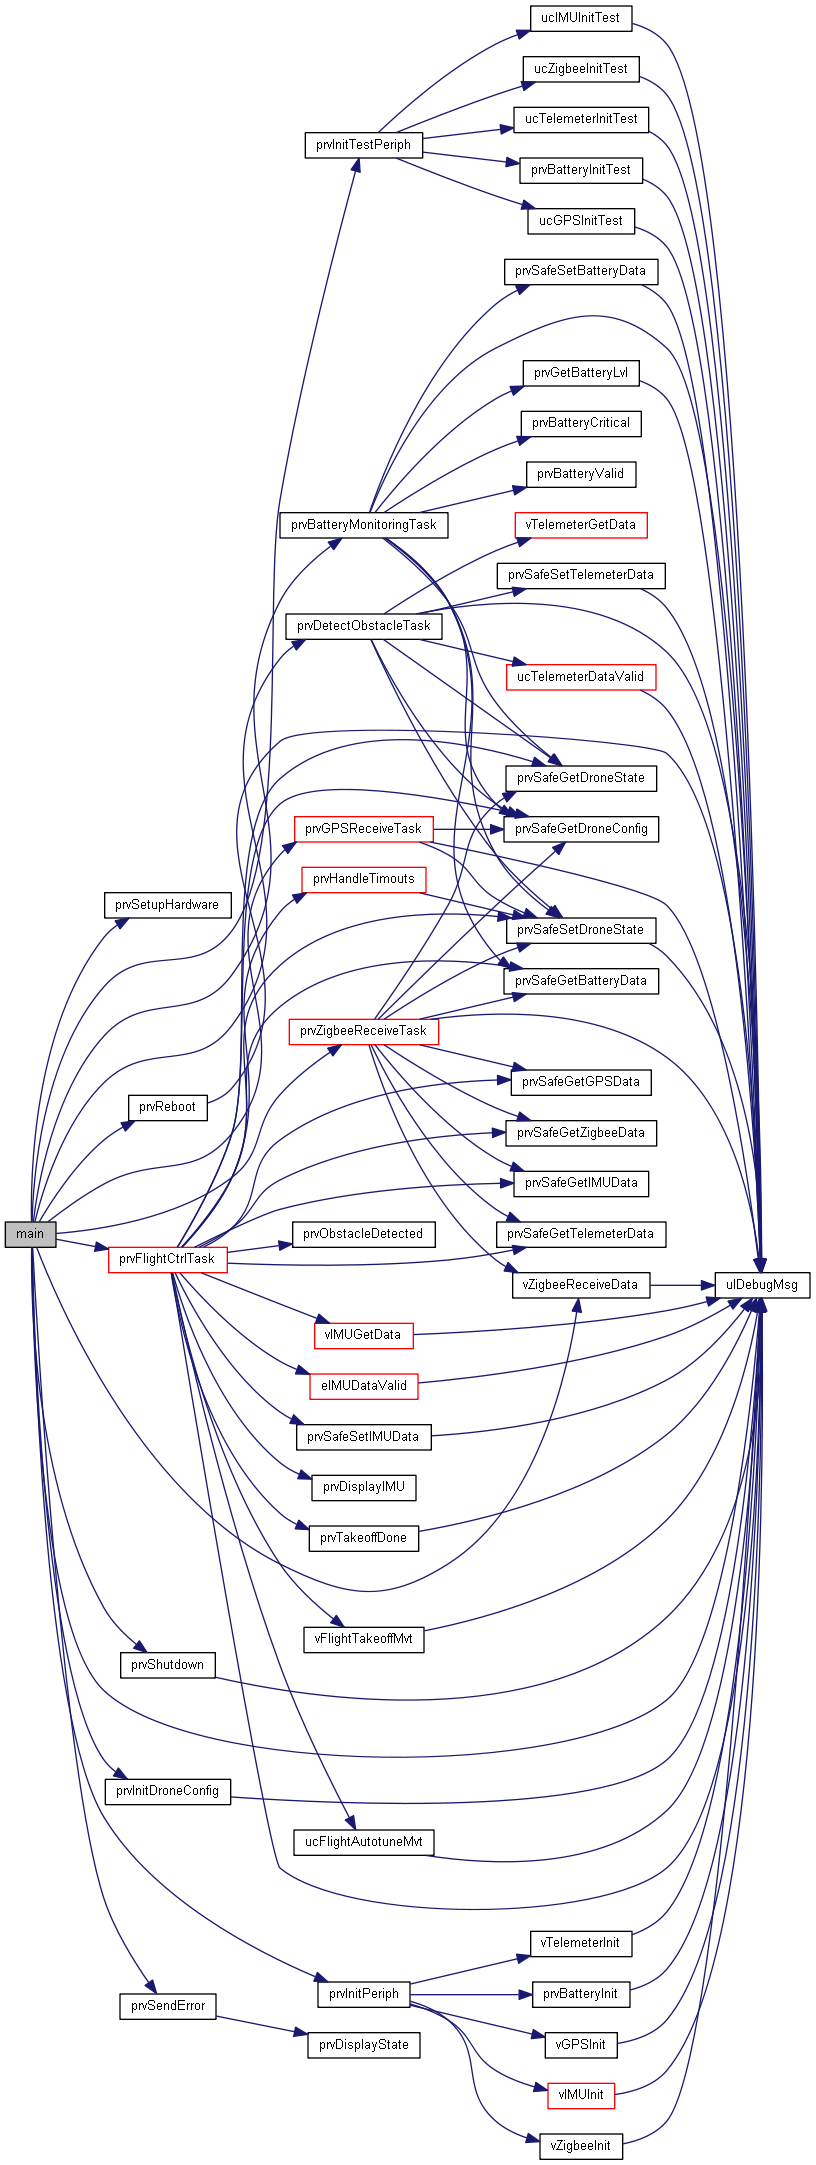 ucIMUInitTest
ucZigbeeInitTest
ucTelemeterInitTest
prvInitTestPeriph
prvBatteryInitTest
ucGPSInitTest
prvSafeSetBatteryData
prvGetBatteryLvl
prvBatteryCritical
prvBatteryValid
prvBatteryMonitoringTask
vTelemeterGetData
prvSafeSetTelemeterData
prvDetectObstacleTask
ucTelemeterDataValid
prvSafeGetDroneState
prvGPSReceiveTask
prvSafeGetDroneConfig
prvHandleTimouts
prvSetupHardware
prvSafeSetDroneState
prvSafeGetBatteryData
prvZigbeeReceiveTask
prvSafeGetGPSData
prvReboot
prvSafeGetZigbeeData
prvSafeGetIMUData
main
prvObstacleDetected
prvSafeGetTelemeterData
prvFlightCtrlTask
vZigbeeReceiveData
ulDebugMsg
vIMUGetData
eIMUDataValid
prvSafeSetIMUData
prvDisplayIMU
prvTakeoffDone
vFlightTakeoffMvt
prvShutdown
prvInitDroneConfig
ucFlightAutotuneMvt
vTelemeterInit
prvInitPeriph
prvBatteryInit
prvSendError
prvDisplayState
vGPSInit
vIMUInit
vZigbeeInit